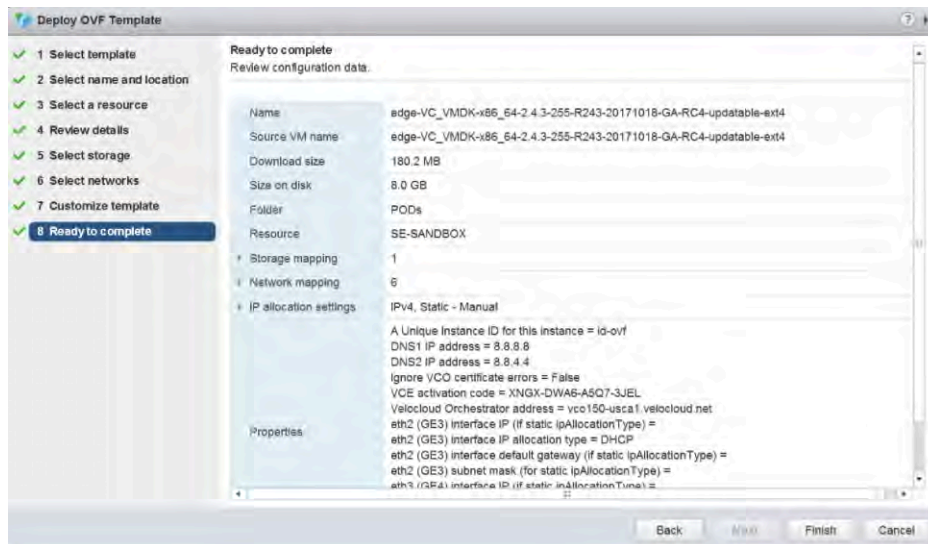 Deploy OVF Template
1 Select template
2 Select name and location
3 Select a resource
4 Review details
5 Select storage
6 Select networks
7 Customize template
8 Ready to complete
Ready to complete
Review configuration data.
Name edge-VC_VMDK-x86_64-2.4.3-255-R243-20171018-GA-RC4-updatable-ext4
Source VM name edge-VC_VMDK-x86_64-2.4.3-255-R243-20171018-GA-RC4-updatable-ext4
Download size 180.2 MB
Size on disk 8.0 GB
Folder PODs
Resource SE-SANDBOX
Storage mapping 1
Network mapping 6
IP allocation settings IPv4, Static - Manual
Properties
A Unique Instance ID for this instance = id-ovf
DNS1 IP address = 8.8.8.8
DNS2 IP address = 8.8.4.4
Ignore VCO certificate errors = False
VCE activation code = XNGX-DWA6-A5Q7-3JEL
Velocloud Orchestrator address = vco150-usca1.velocloud.net
eth2 (GE3) interface IP (if static ipAllocationType) =
eth2 (GE3) interface IP allocation type = DHCP
eth2 (GE3) interface default gateway (if static ipAllocationType) =
eth2 (GE3) subnet mask (for static ipAllocationType) =
eth3 (GE4) interface IP (if static ipAllocationType) =
Back Next Finish Cancel